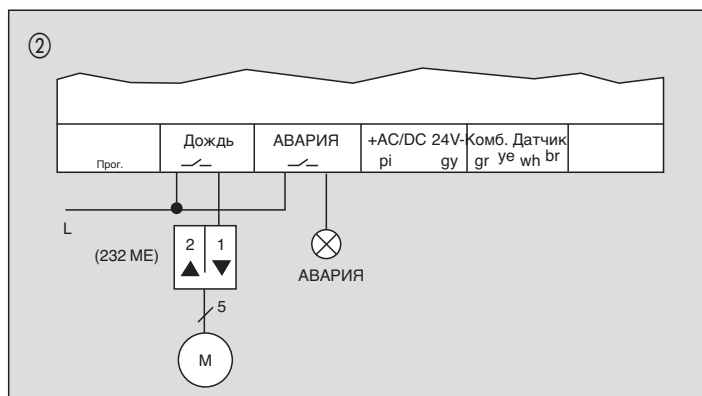 ②
Прог.
Дождь
АВАРИЯ
+AC/DC 24V-
pi gy
Комб. Датчик
gr ye wh br
L
(232 ME)
2 1
АВАРИЯ
5
M